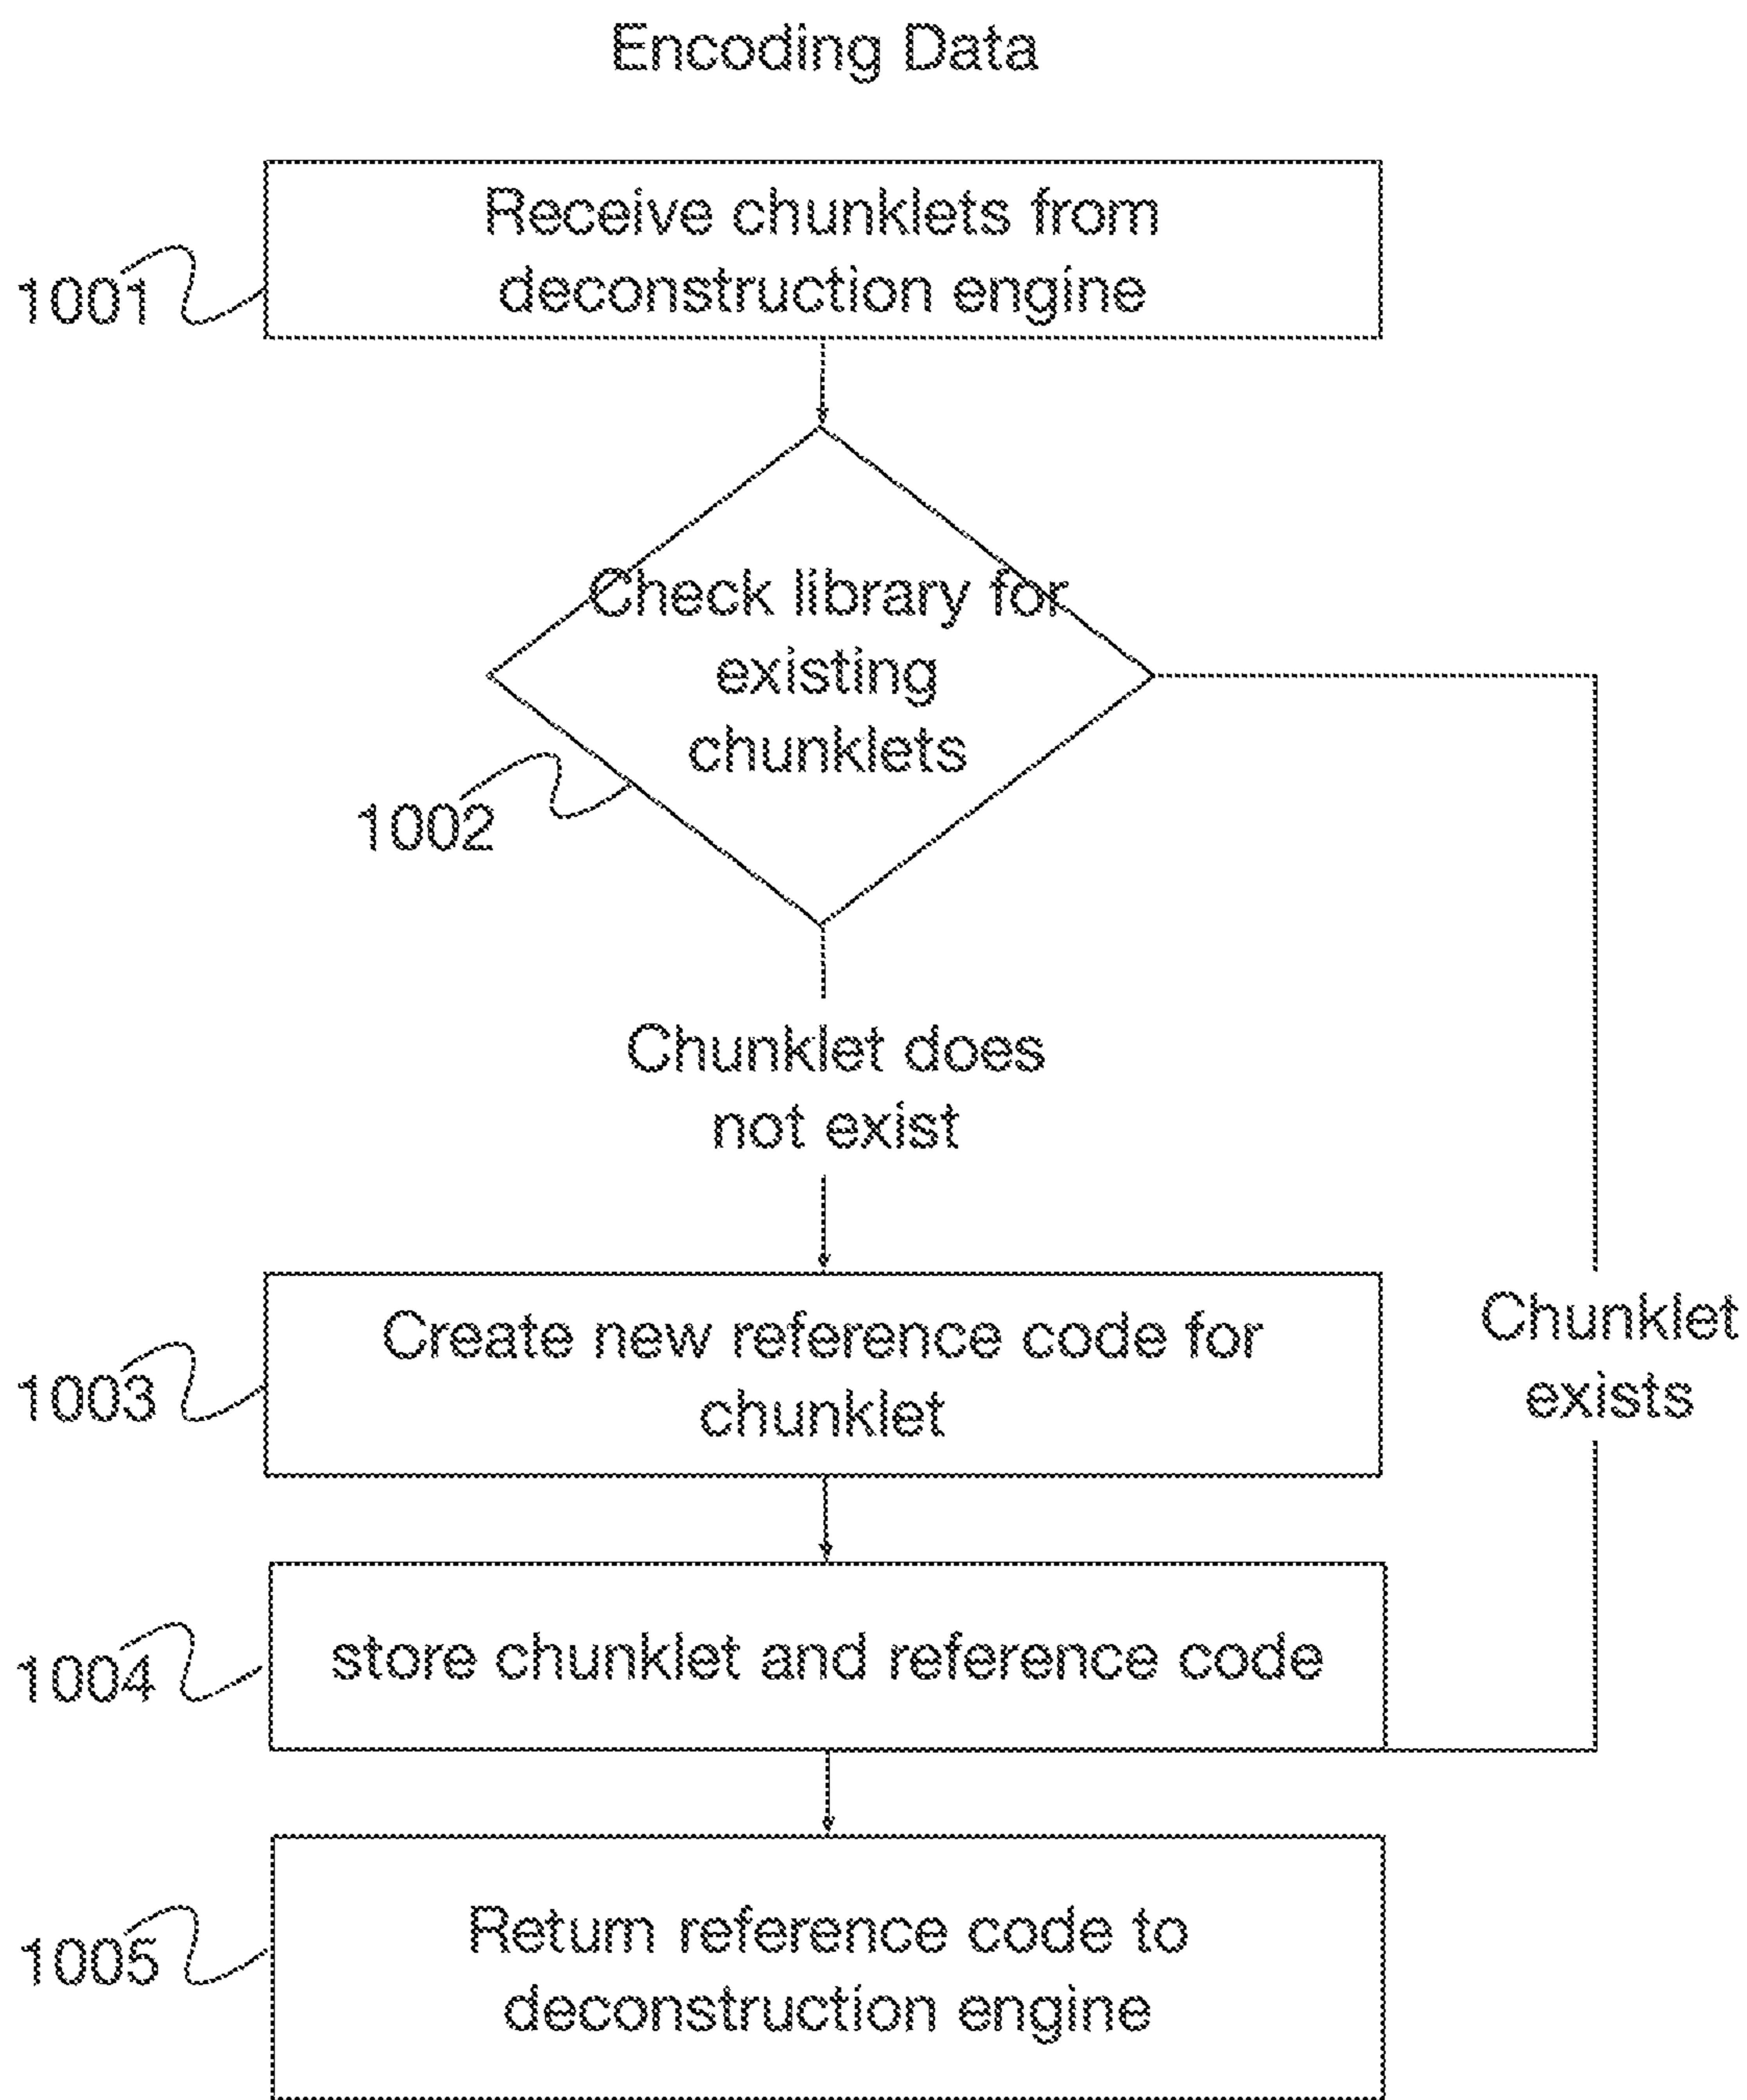 Encoding Data
Receive chunklets from
deconstruction engine
1001
Check library for
existing
chunklets
1002
Chunklet does
not exist
Create new reference code for
chunklet
1003
Chunklet
exists
store chunklet and reference code
1004
Return reference code to
deconstruction engine
1005